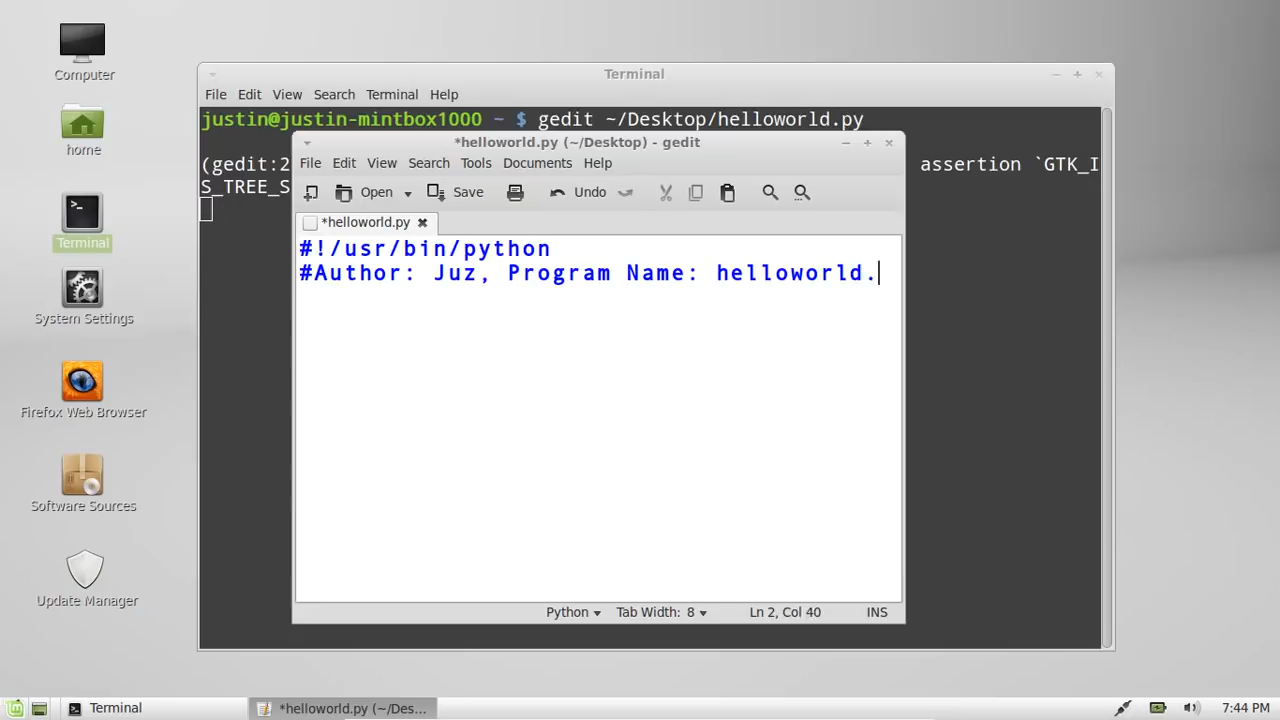 Computer
home
Terminal
System Settings
Firefox Web Browser
Software Sources
Update Manager
Terminal
File Edit View Search Terminal Help
justin@justin-mintbox1000 ~ $ gedit ~/Desktop/helloworld.py
(gedit:2 assertion `GTK_I
S_TREE_S
*helloworld.py (~/Desktop) - gedit
File Edit View Search Tools Documents Help
Open Save Undo
*helloworld.py
#!/usr/bin/python
#Author: Juz, Program Name: helloworld.
Python Tab Width: 8 Ln 2, Col 40 INS
Terminal *helloworld.py (~/Des... 7:44 PM